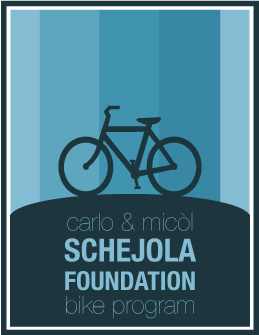 carlo & micòl
SCHEJOLA
FOUNDATION
bike program